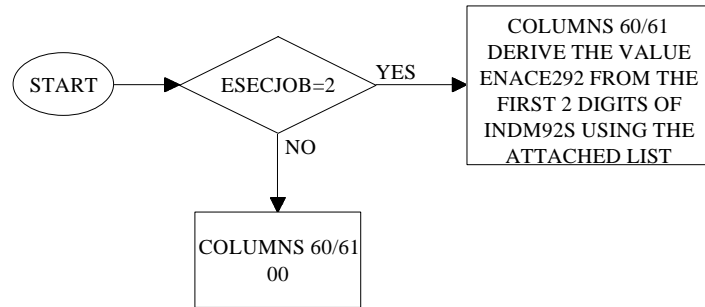 START
ESECJOB=2
YES
COLUMNS 60/61
DERIVE THE VALUE
ENACE292 FROM THE
FIRST 2 DIGITS OF
INDM92S USING THE
ATTACHED LIST
NO
COLUMNS 60/61
00